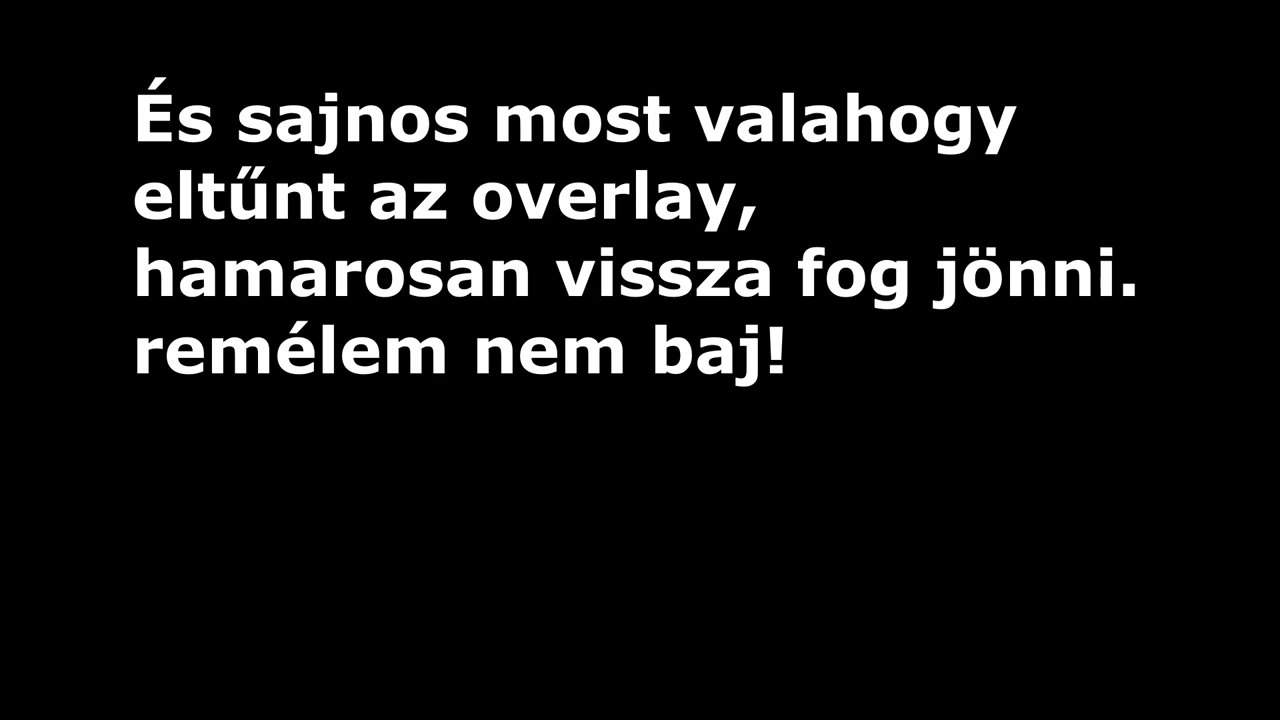 És sajnos most valahogy
eltűnt az overlay,
hamarosan vissza fog jönni.
remélem nem baj!